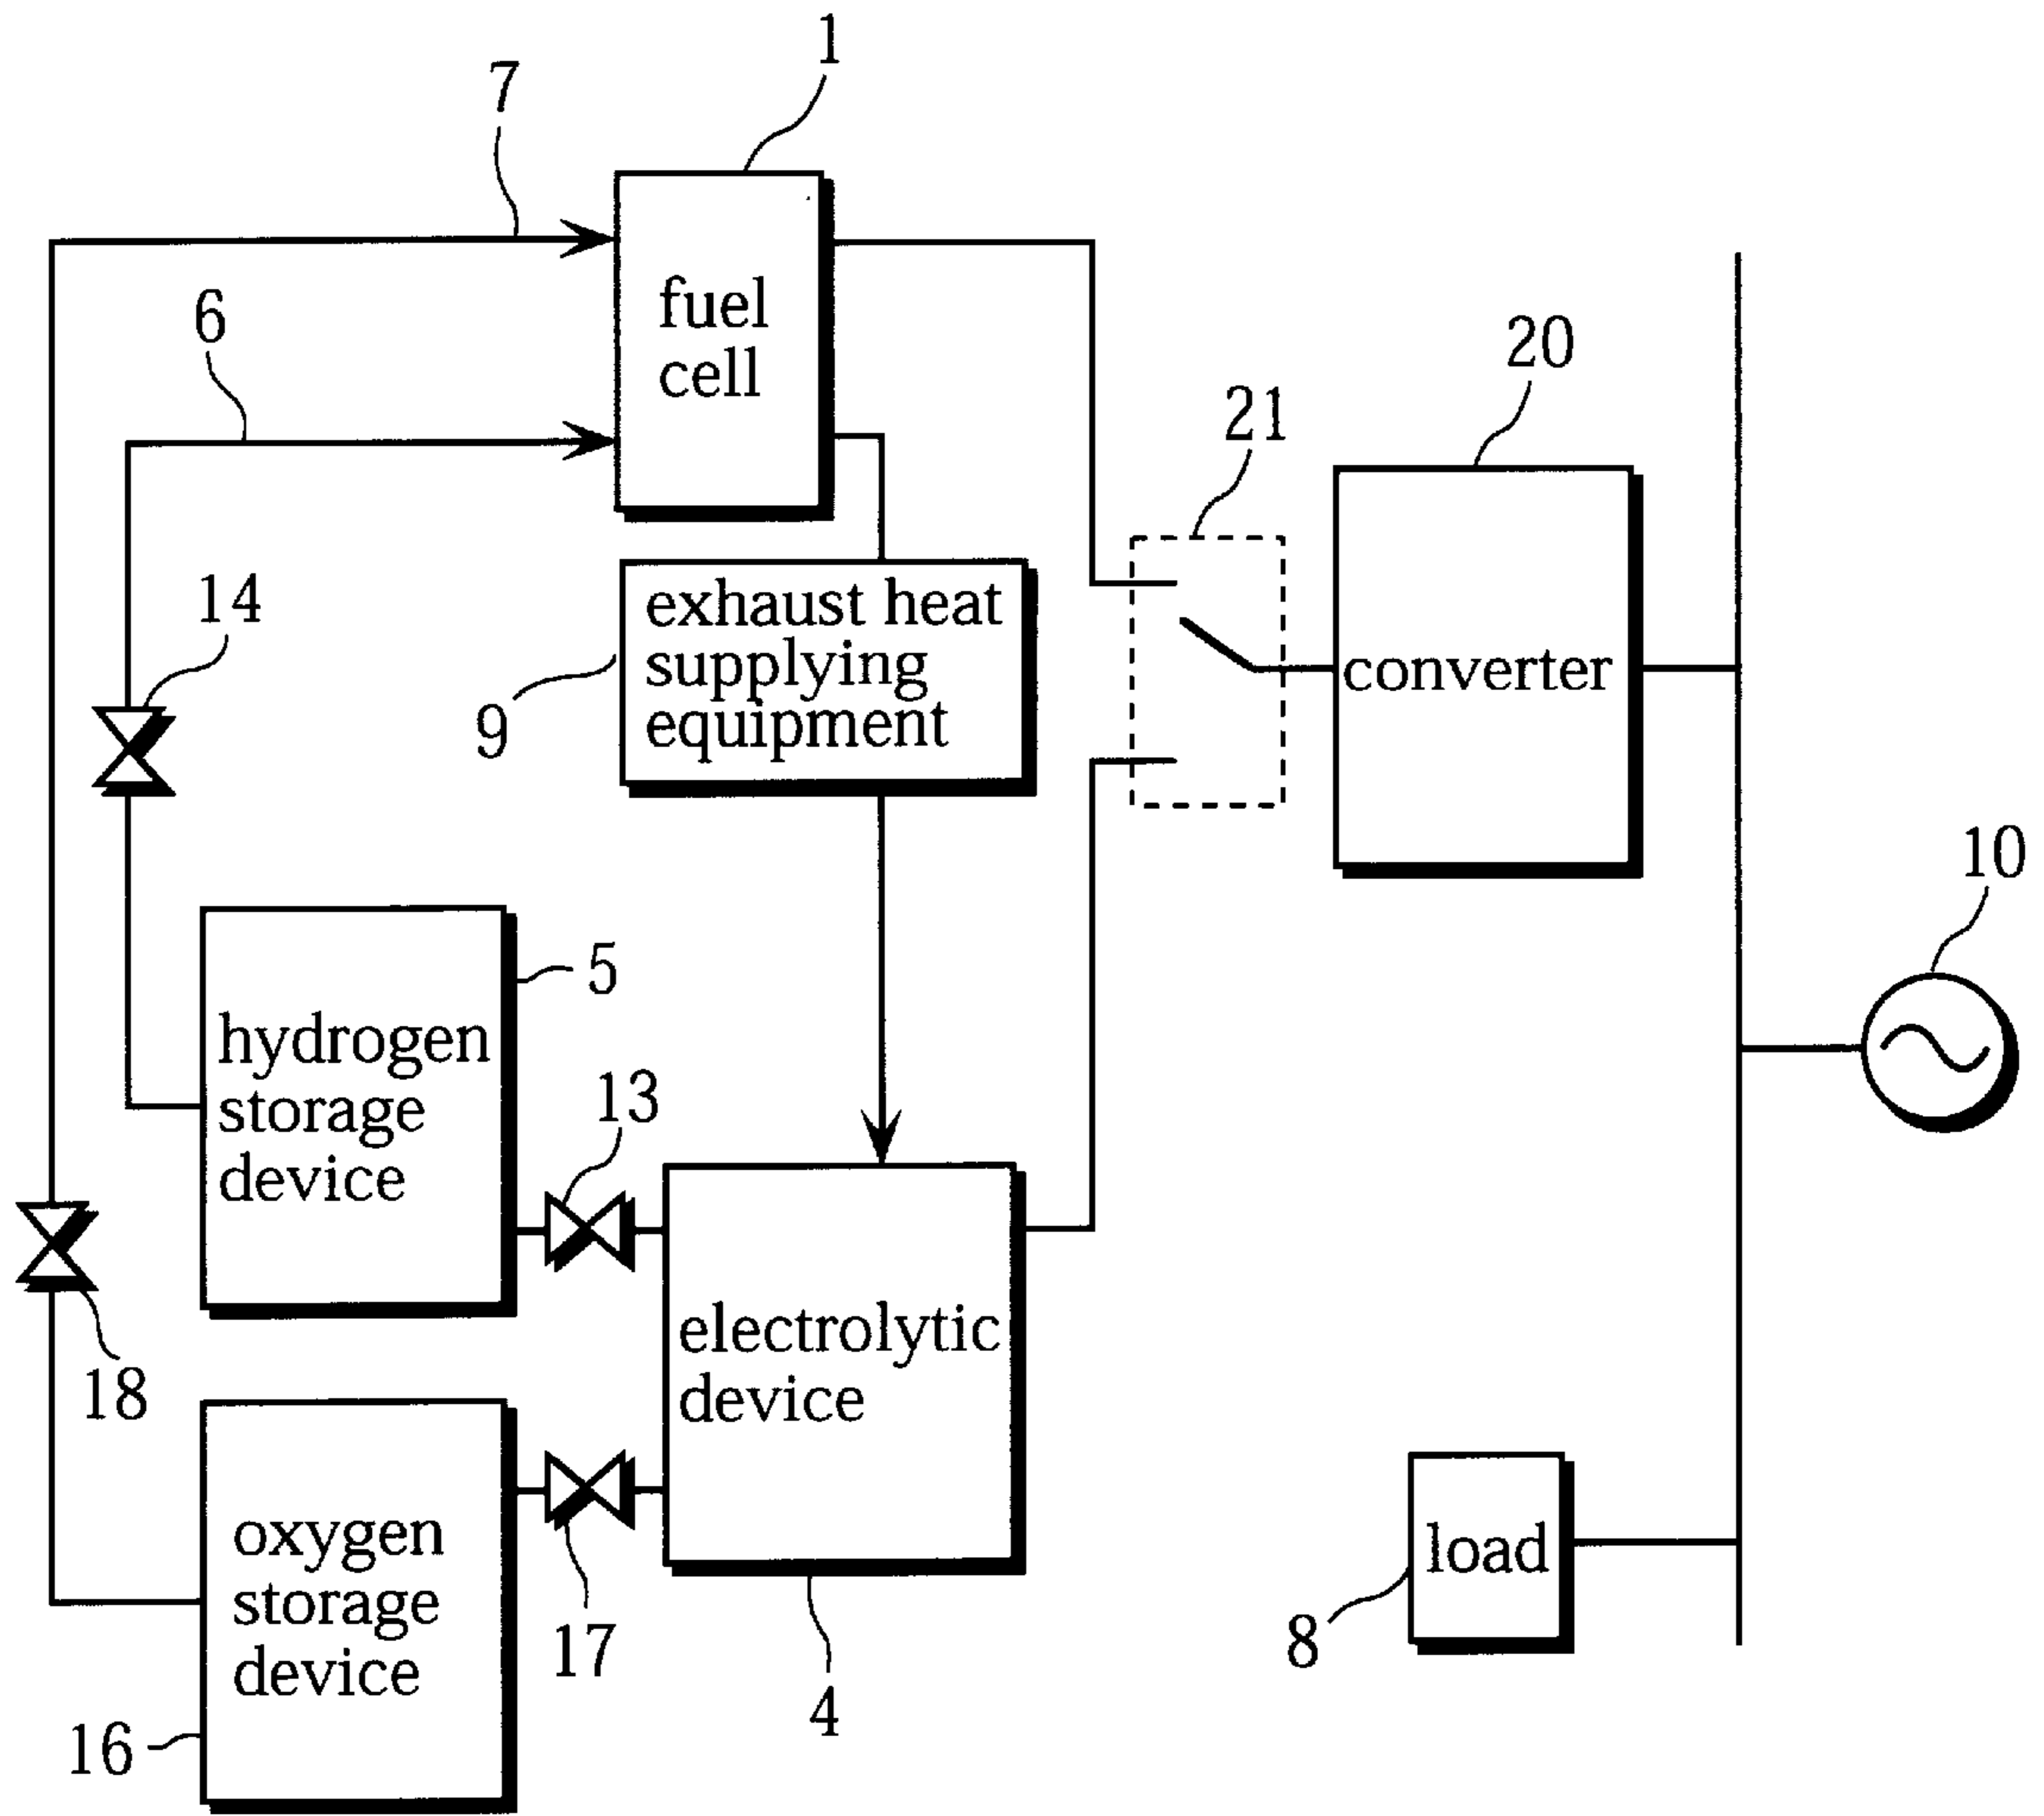 1
7
fuel
cell
6
20
21
14
exhaust heat
supplying
equipment
9
converter
10
5
hydrogen
storage
device
13
electrolytic
device
18
oxygen
storage
device
17
load
8
4
16